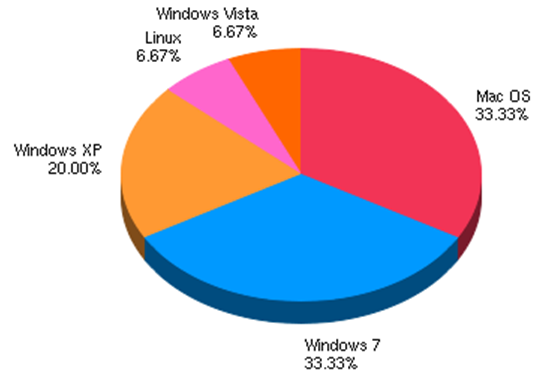 Windows Vista
6.67%
Linux
6.67%
Mac OS
33.33%
Windows XP
20.00%
Windows 7
33.33%